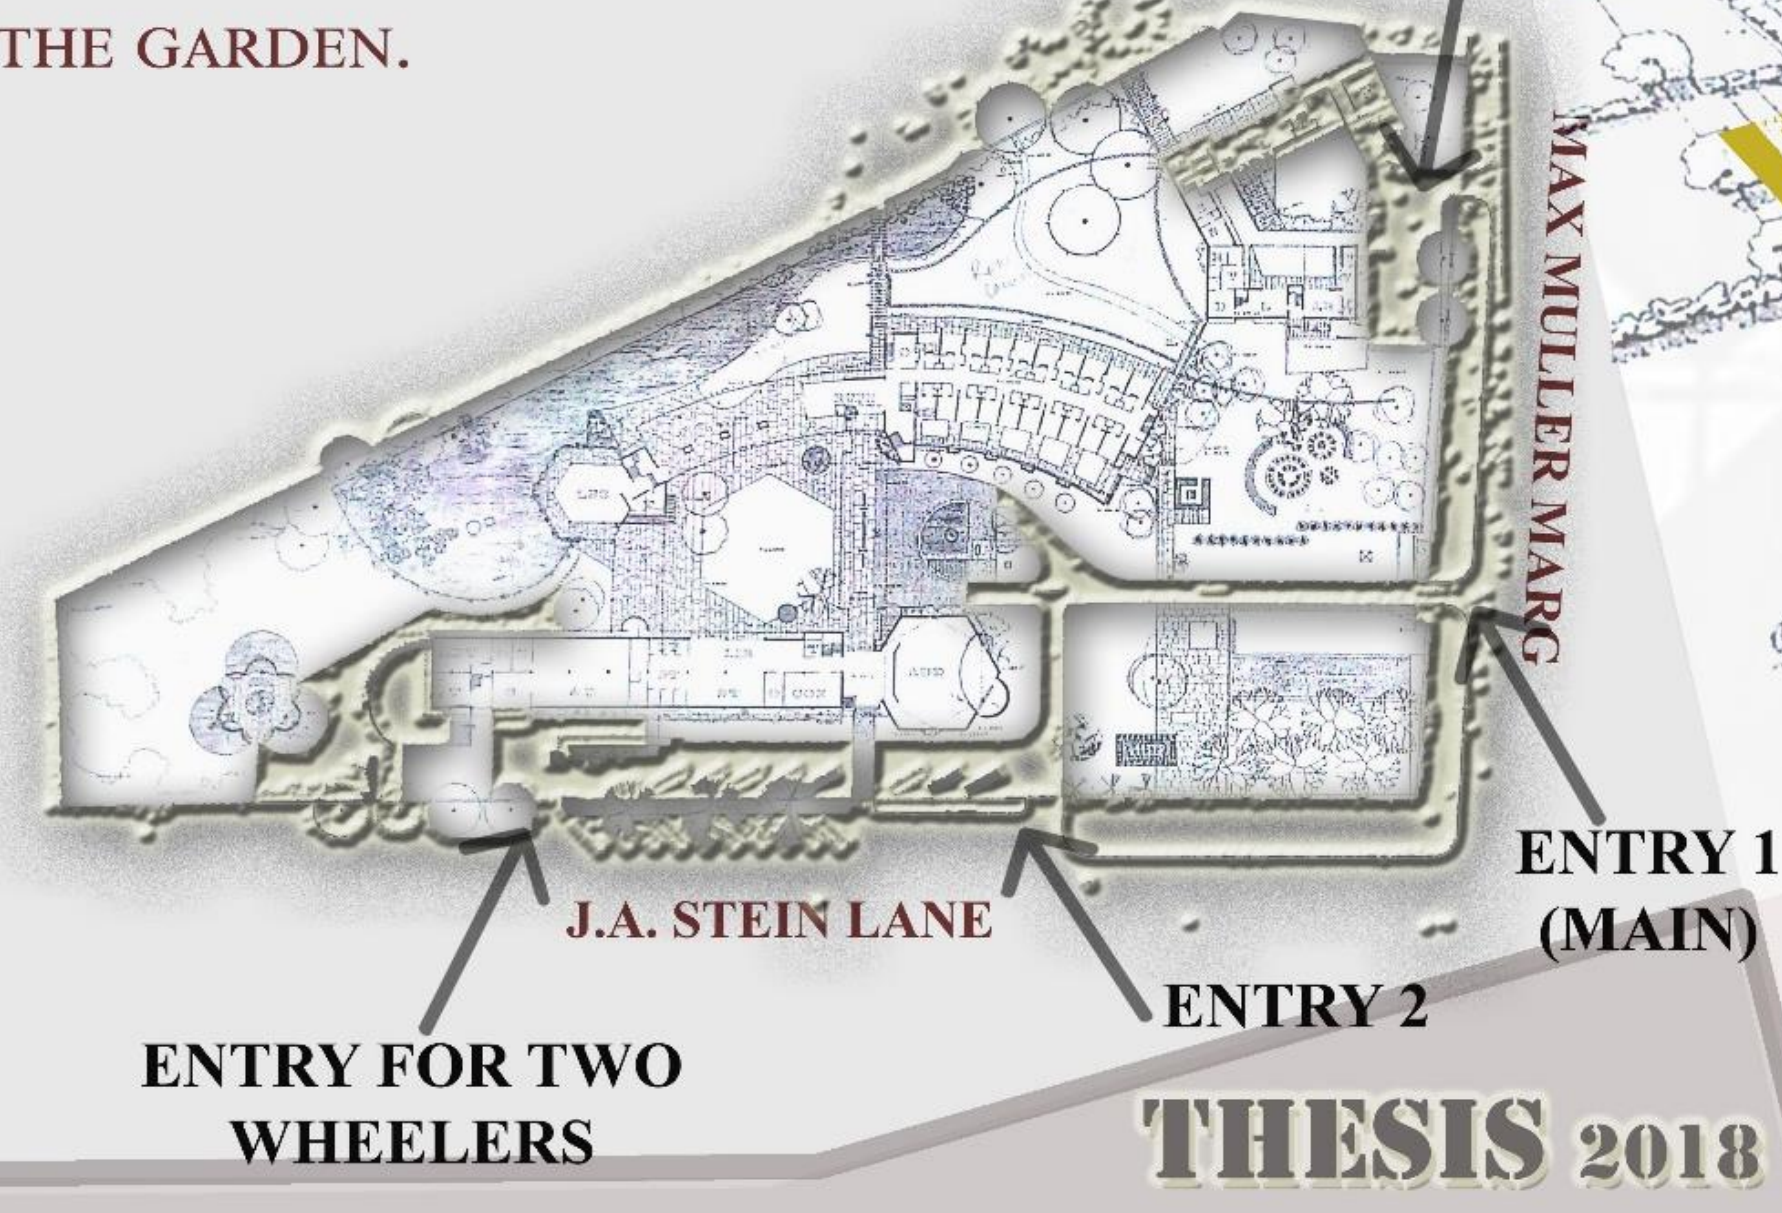 THE GARDEN.
MAX MULLER MARG
ENTRY 1
(MAIN)
J.A. STEIN LANE
ENTRY 2
ENTRY FOR TWO
WHEELERS
THESIS 2018